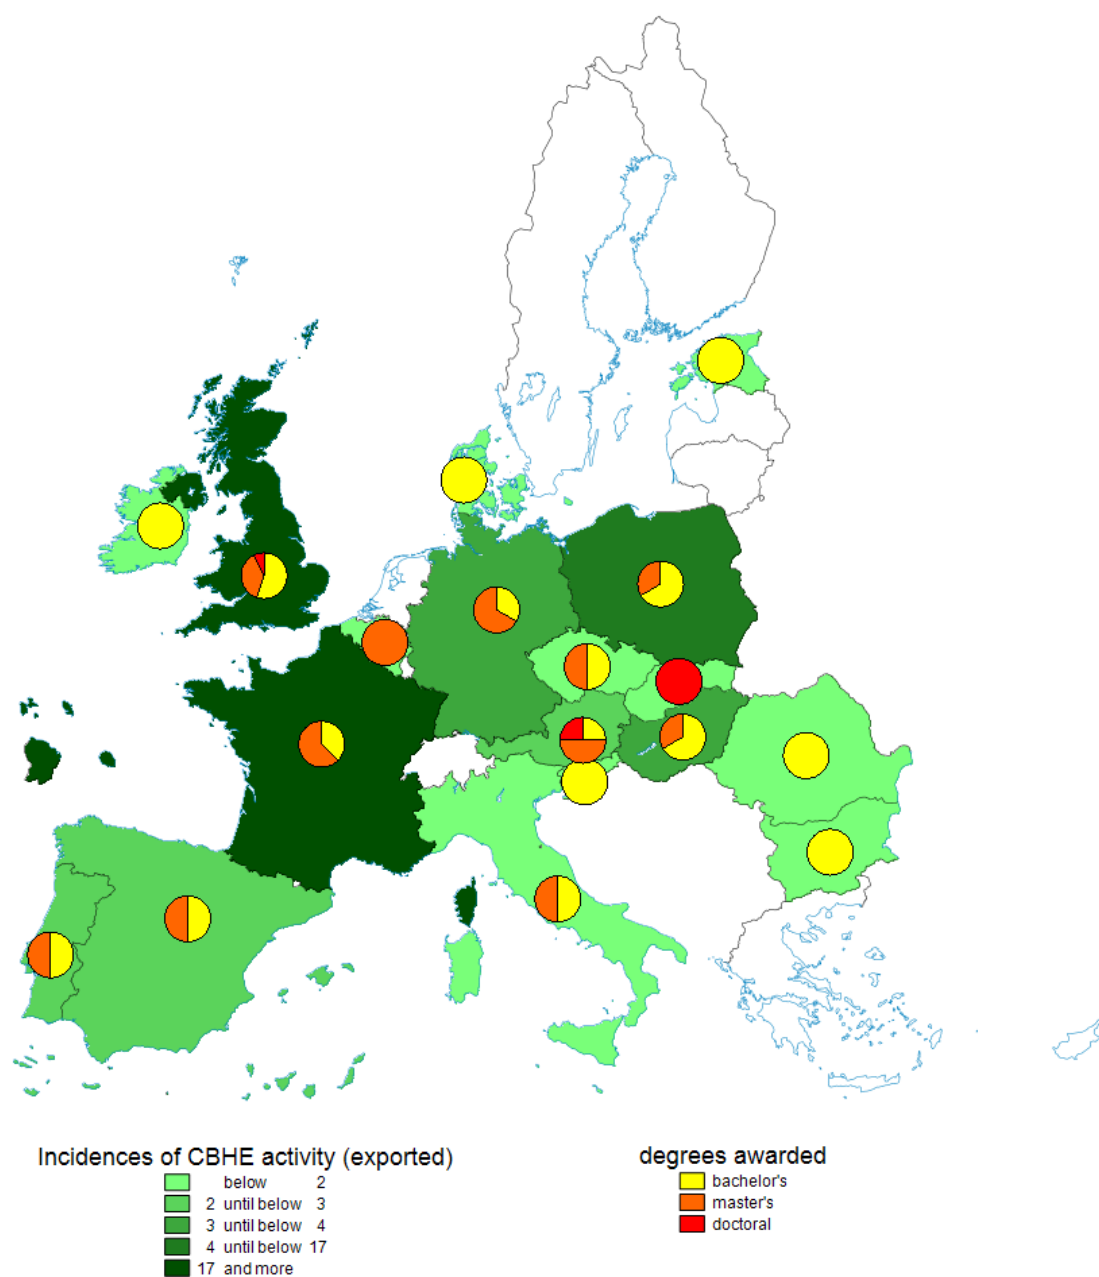 Incidences of CBHE activity (exported)
below 2
2 until below 3
3 until below 4
4 until below 17
17 and more
degrees awarded
bachelor's
master's
doctoral